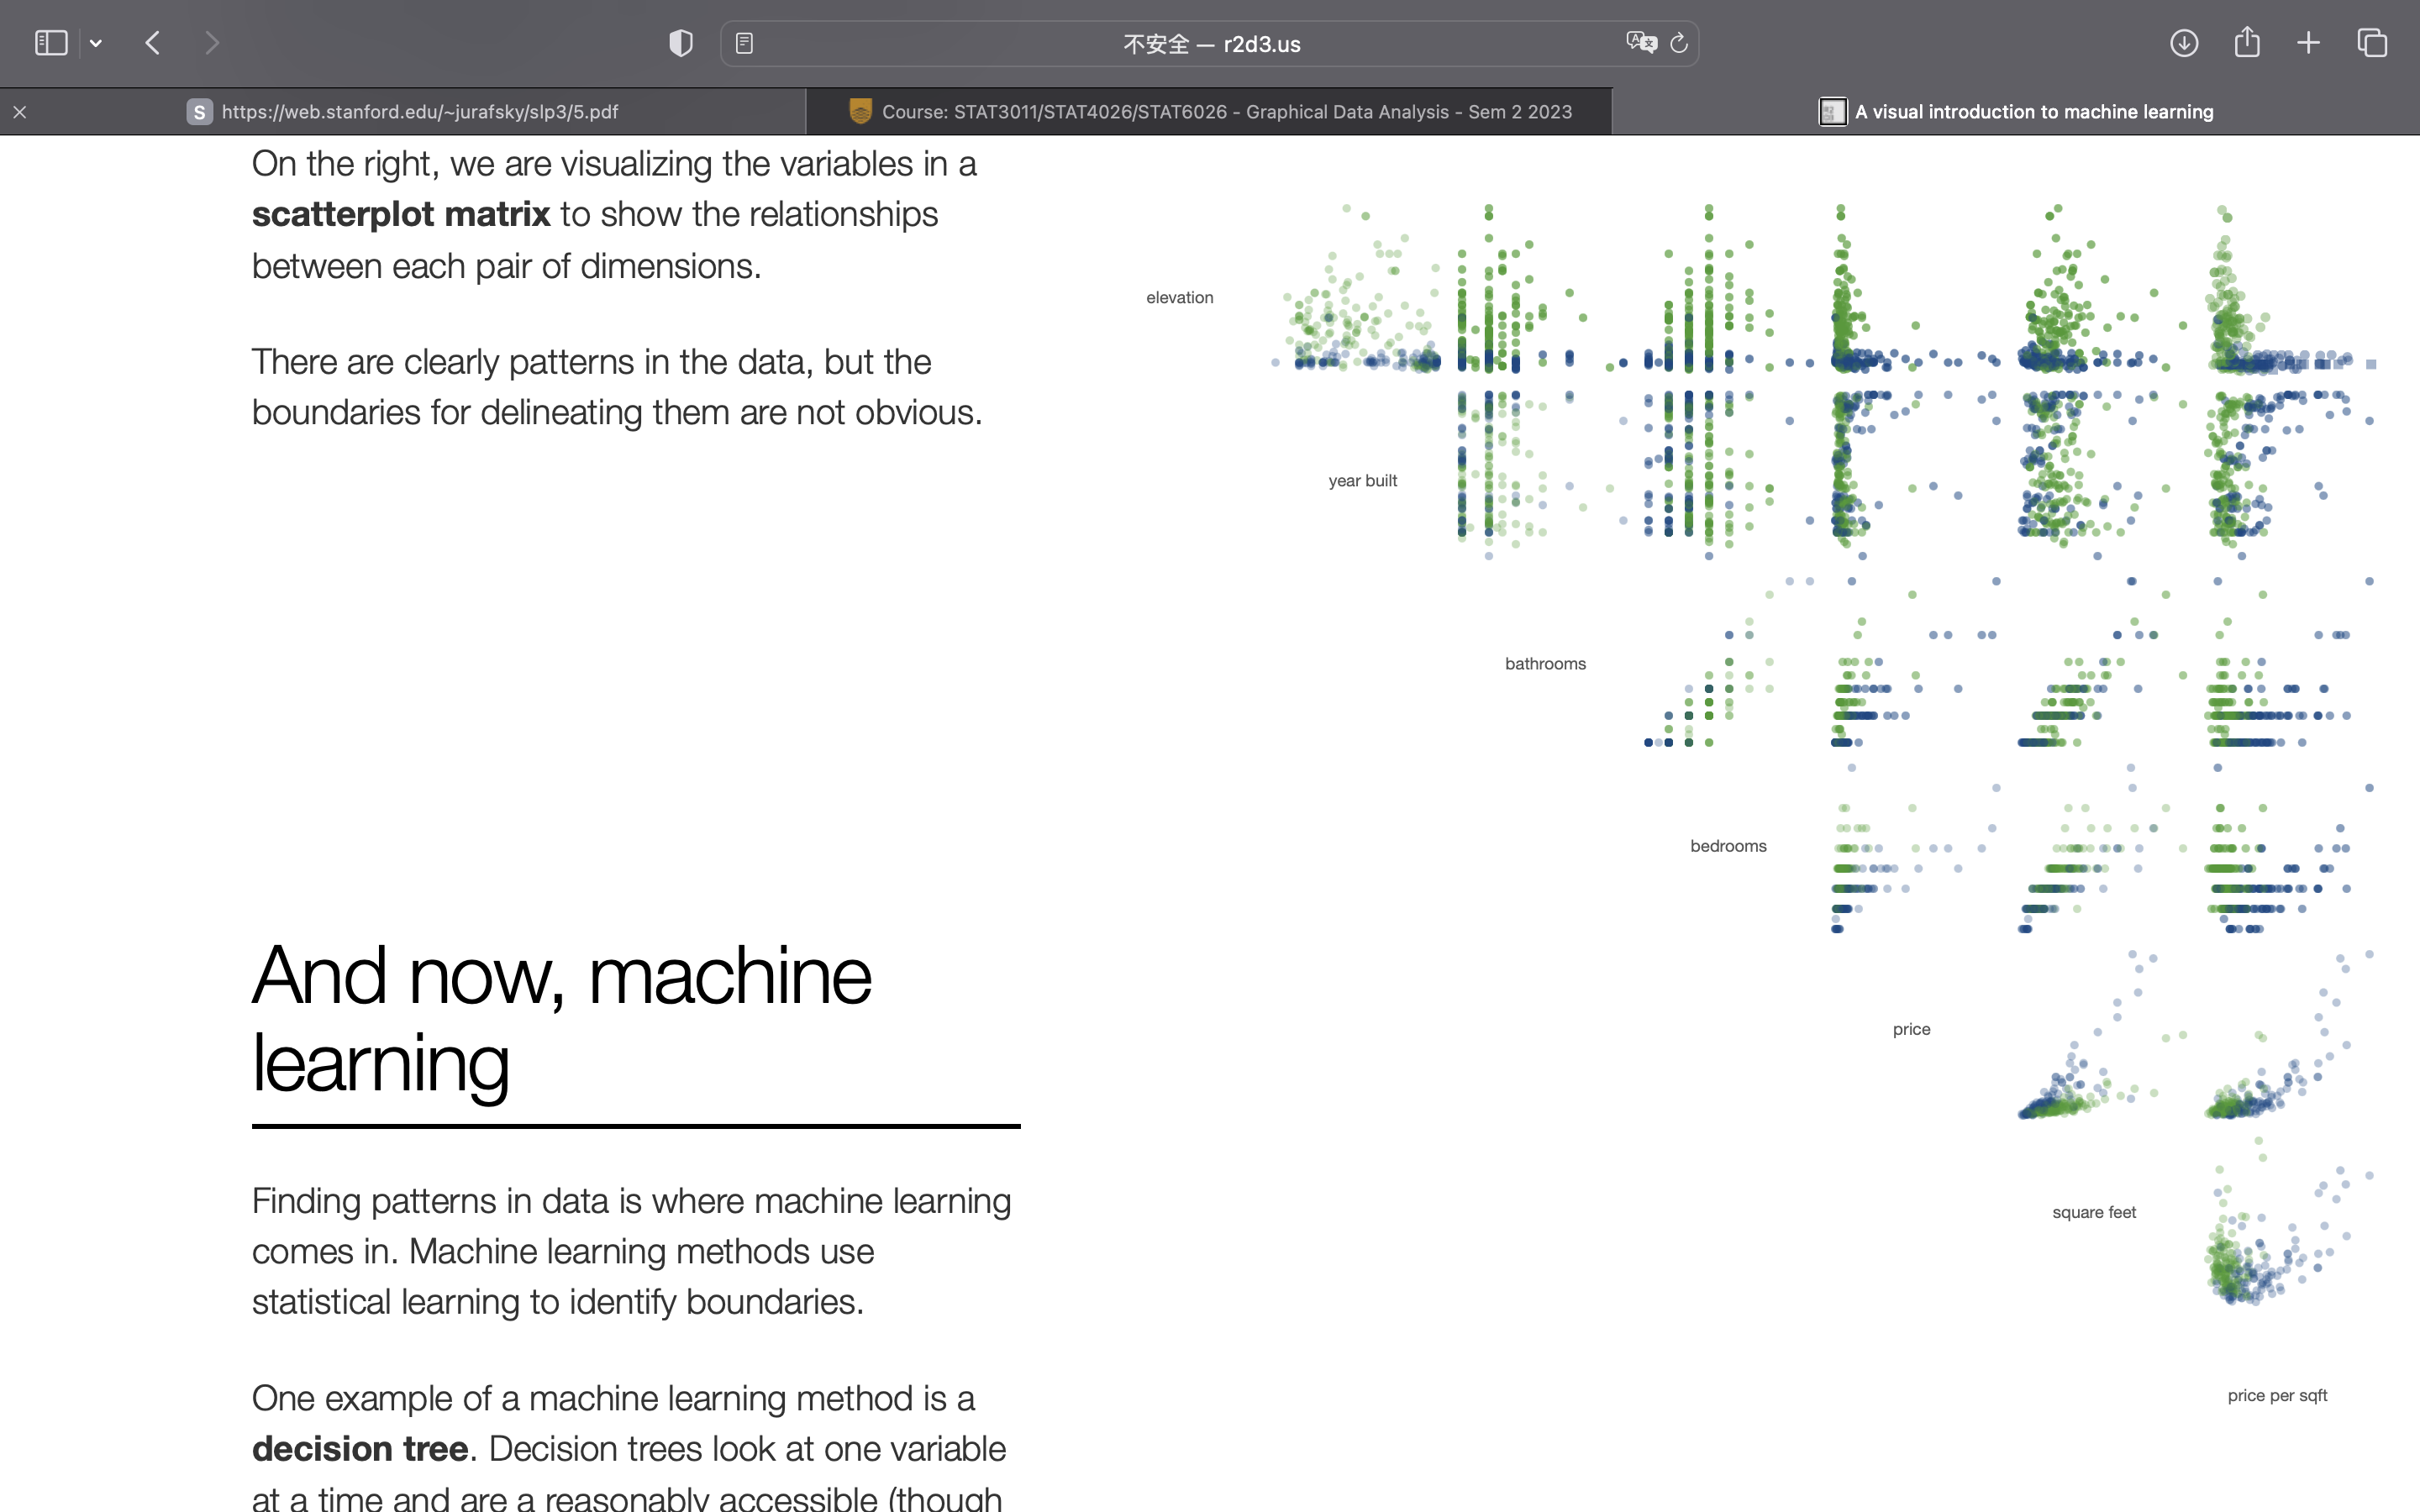 不安全 — r2d3.us
S https://web.stanford.edu/~jurafsky/slp3/5.pdf
Course: STAT3011/STAT4026/STAT6026 - Graphical Data Analysis - Sem 2 2023
A visual introduction to machine learning
On the right, we are visualizing the variables in a
scatterplot matrix to show the relationships
between each pair of dimensions.
There are clearly patterns in the data, but the
boundaries for delineating them are not obvious.
And now, machine
learning
Finding patterns in data is where machine learning
comes in. Machine learning methods use
statistical learning to identify boundaries.
One example of a machine learning method is a
decision tree. Decision trees look at one variable
at a time and are a reasonably accessible (though
elevation
year built
bathrooms
bedrooms
price
square feet
price per sqft